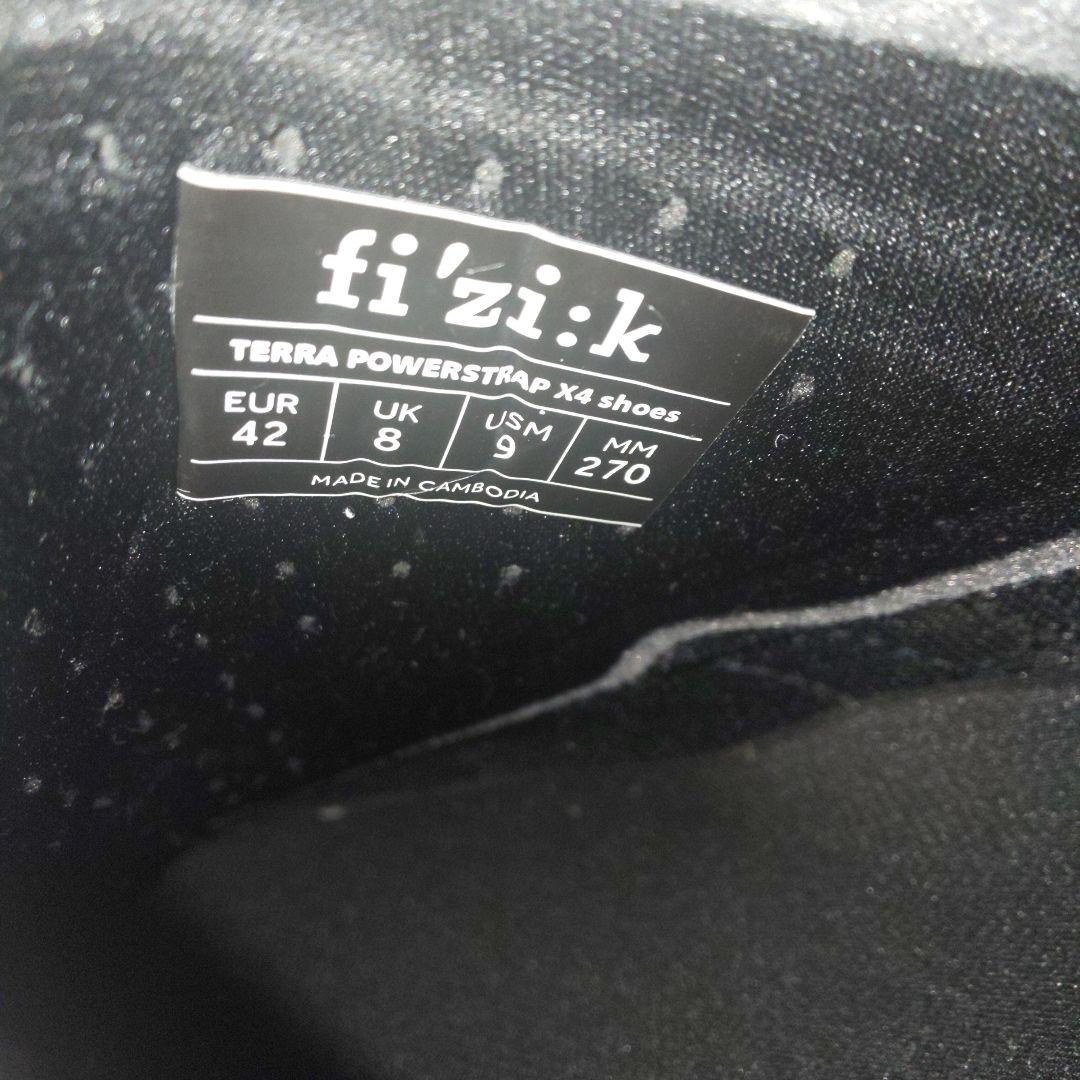 fi'zi:k
TERRA POWERSTRAP X4 shoes
EUR UK USM MM
42 8 9 270
MADE IN CAMBODIA